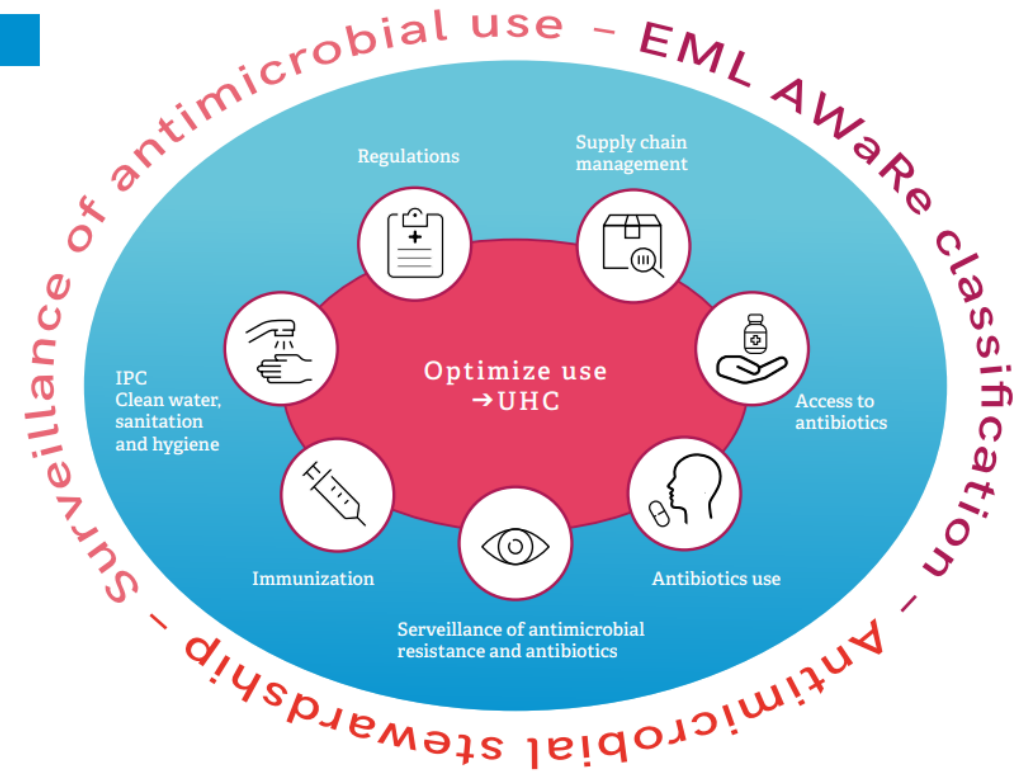 Surveillance of antimicrobial use – EML AWaRe classification – Antimicrobial stewardship –
Regulations
Supply chain
management
IPC
Clean water,
sanitation
and hygiene
Optimize use
→UHC
Access to
antibiotics
Immunization
Antibiotics use
Serveillance of antimicrobial
resistance and antibiotics